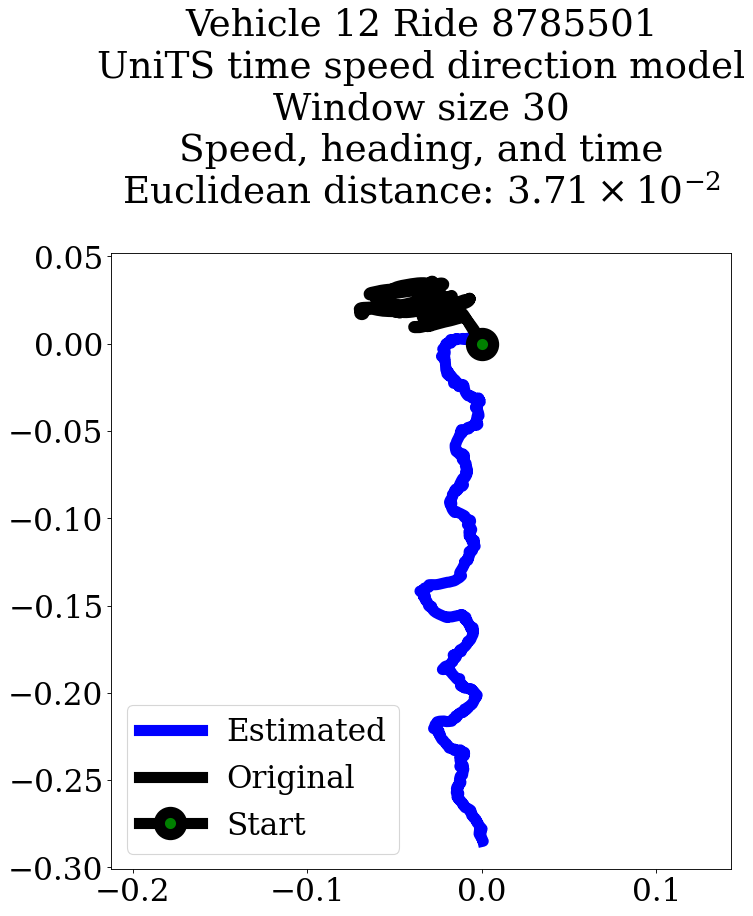 Vehicle 12 Ride 8785501
UniTS time speed direction model
Window size 30
Speed, heading, and time
Euclidean distance: 3.71 × 10⁻²
0.05
0.00
−0.05
−0.10
−0.15
−0.20
−0.25
−0.30
Estimated
Original
Start
−0.2
−0.1
0.0
0.1